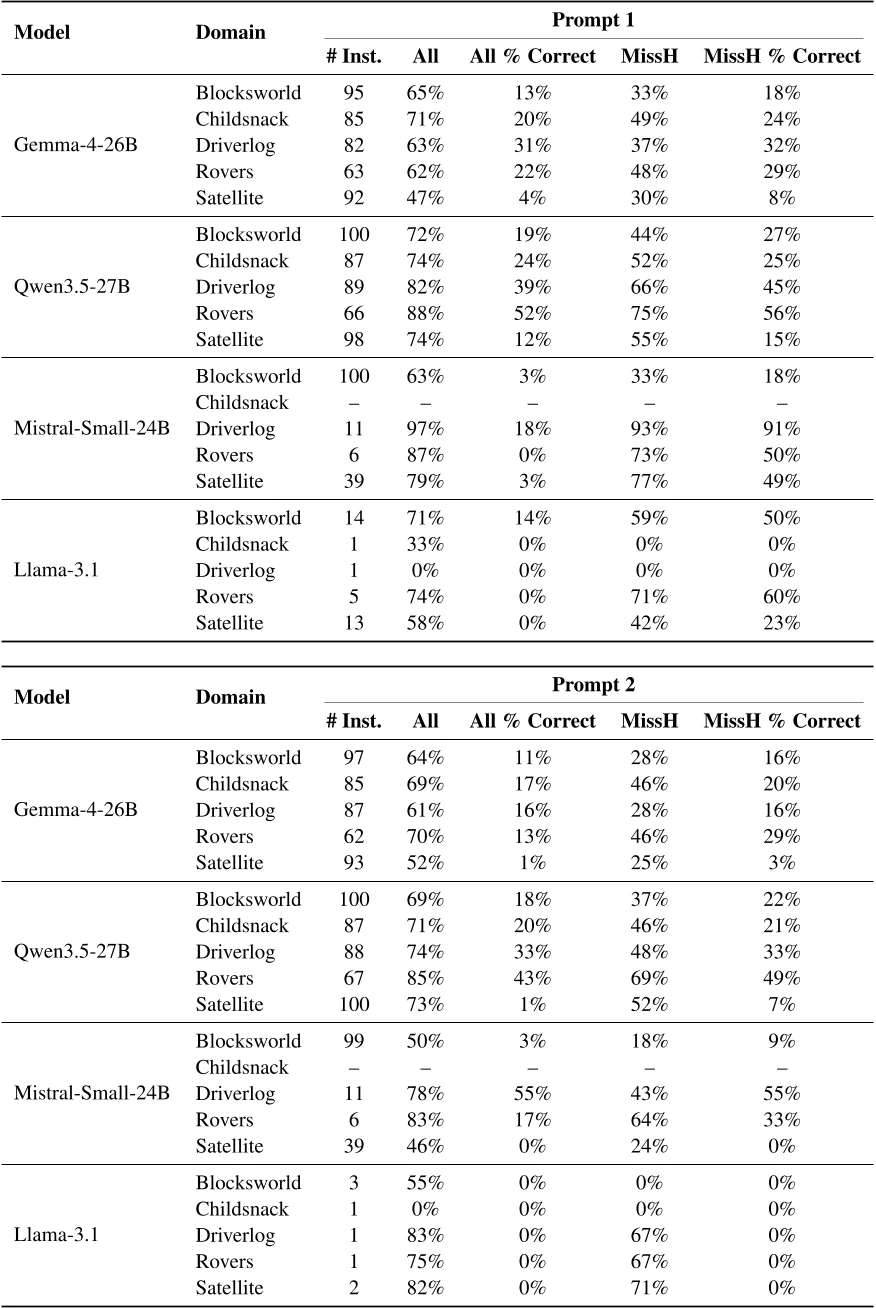 Model Domain Prompt 1
# Inst. All All % Correct MissH MissH % Correct
Blocksworld 95 65% 13% 33% 18%
Childsnack 85 71% 20% 49% 24%
Gemma-4-26B Driverlog 82 63% 31% 37% 32%
Rovers 63 62% 22% 48% 29%
Satellite 92 47% 4% 30% 8%
Blocksworld 100 72% 19% 44% 27%
Childsnack 87 74% 24% 52% 25%
Qwen3.5-27B Driverlog 89 82% 39% 66% 45%
Rovers 66 88% 52% 75% 56%
Satellite 98 74% 12% 55% 15%
Blocksworld 100 63% 3% 33% 18%
Childsnack – – – – –
Mistral-Small-24B Driverlog 11 97% 18% 93% 91%
Rovers 6 87% 0% 73% 50%
Satellite 39 79% 3% 77% 49%
Blocksworld 14 71% 14% 59% 50%
Childsnack 1 33% 0% 0% 0%
Llama-3.1 Driverlog 1 0% 0% 0% 0%
Rovers 5 74% 0% 71% 60%
Satellite 13 58% 0% 42% 23%
Model Domain Prompt 2
# Inst. All All % Correct MissH MissH % Correct
Blocksworld 97 64% 11% 28% 16%
Childsnack 85 69% 17% 46% 20%
Gemma-4-26B Driverlog 87 61% 16% 28% 16%
Rovers 62 70% 13% 46% 29%
Satellite 93 52% 1% 25% 3%
Blocksworld 100 69% 18% 37% 22%
Childsnack 87 71% 20% 46% 21%
Qwen3.5-27B Driverlog 88 74% 33% 48% 33%
Rovers 67 85% 43% 69% 49%
Satellite 100 73% 1% 52% 7%
Blocksworld 99 50% 3% 18% 9%
Childsnack – – – – –
Mistral-Small-24B Driverlog 11 78% 55% 43% 55%
Rovers 6 83% 17% 64% 33%
Satellite 39 46% 0% 24% 0%
Blocksworld 3 55% 0% 0% 0%
Childsnack 1 0% 0% 0% 0%
Llama-3.1 Driverlog 1 83% 0% 67% 0%
Rovers 1 75% 0% 67% 0%
Satellite 2 82% 0% 71% 0%